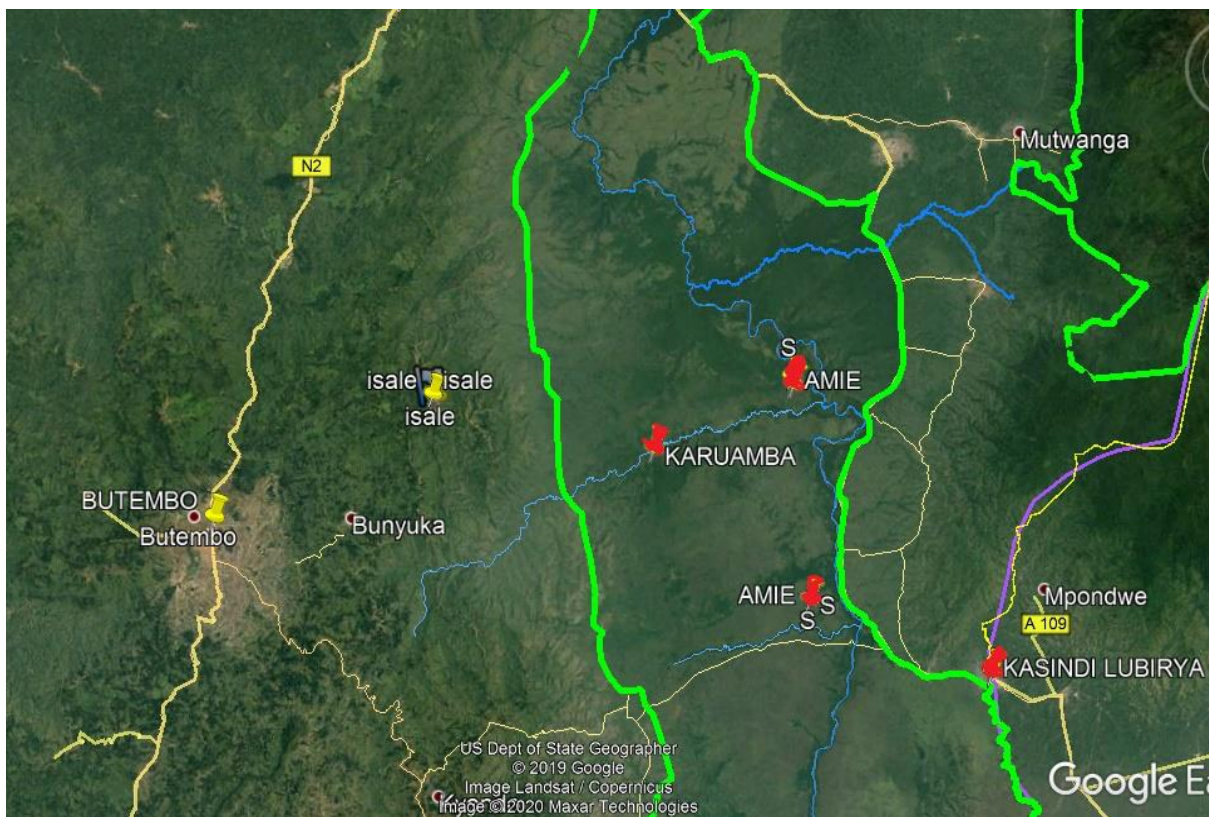 N2
Mutwanga
S
AMIE
isale
isale
isale
KARUAMBA
BUTEMBO
Butembo
Bunyuka
AMIE
S
S
Mpondwe
A 109
KASINDI LUBIRYA
US Dept of State Geographer
© 2019 Google
Image Landsat / Copernicus
Image © 2020 Maxar Technologies
Google Ea